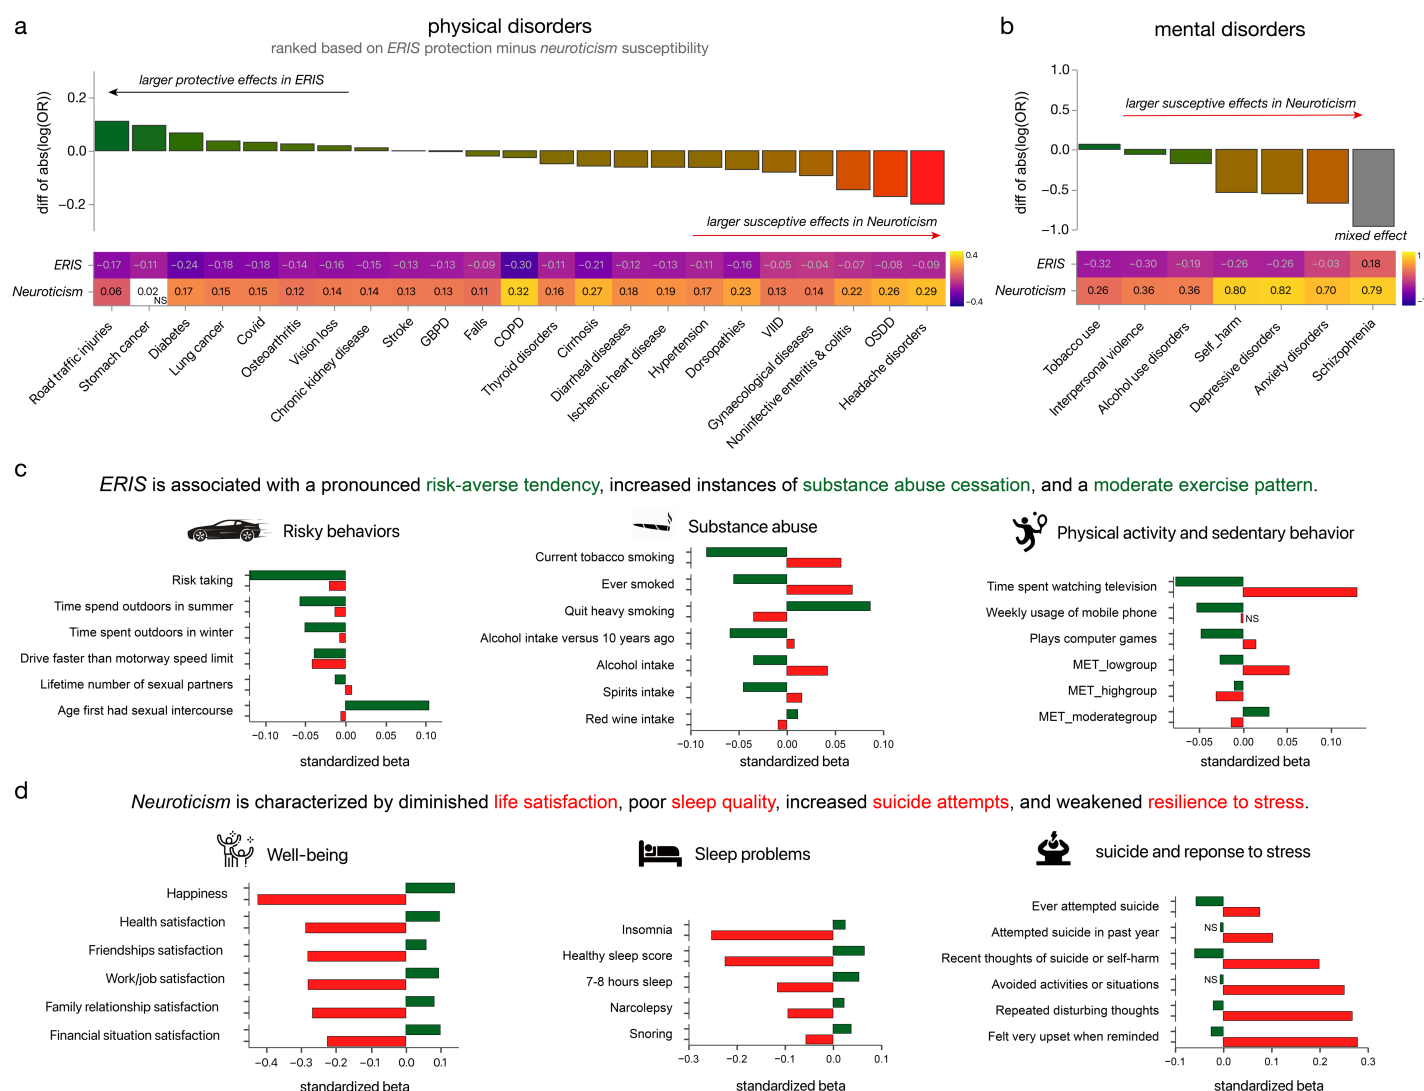 a
physical disorders
ranked based on ERIS protection minus neuroticism susceptibility
larger protective effects in ERIS
diff of abs(log(OR))
0.2
0.0
−0.2
larger susceptive effects in Neuroticism
ERIS −0.17 −0.11 −0.24 −0.18 −0.18 −0.14 −0.16 −0.15 −0.13 −0.13 −0.09 −0.30 −0.11 −0.21 −0.12 −0.13 −0.11 −0.16 −0.05 −0.04 −0.07 −0.08 −0.09
Neuroticism 0.06 0.02 NS 0.17 0.15 0.15 0.12 0.14 0.14 0.13 0.13 0.11 0.32 0.16 0.27 0.18 0.19 0.17 0.23 0.13 0.14 0.22 0.26 0.29
0.4
−0.4
Road traffic injuries
Stomach cancer
Diabetes
Lung cancer
Covid
Osteoarthritis
Vision loss
Chronic kidney disease
Stroke
GBPD
Falls
COPD
Thyroid disorders
Cirrhosis
Diarrheal diseases
Ischemic heart disease
Hypertension
Dorsopathies
VIID
Gynaecological diseases
Noninfective enteritis & colitis
OSDD
Headache disorders
b
mental disorders
diff of abs(log(OR))
1.0
0.5
0.0
−0.5
−1.0
larger susceptive effects in Neuroticism
mixed effect
ERIS −0.32 −0.30 −0.19 −0.26 −0.26 −0.03 0.18
Neuroticism 0.26 0.36 0.36 0.80 0.82 0.70 0.79
1
Tobacco use
Interpersonal violence
Alcohol use disorders
Self_harm
Depressive disorders
Anxiety disorders
Schizophrenia
c
ERIS is associated with a pronounced risk-averse tendency, increased instances of substance abuse cessation, and a moderate exercise pattern.
Risky behaviors
Risk taking
Time spend outdoors in summer
Time spent outdoors in winter
Drive faster than motorway speed limit
Lifetime number of sexual partners
Age first had sexual intercourse
−0.10 −0.05 0.00 0.05 0.10
standardized beta
Substance abuse
Current tobacco smoking
Ever smoked
Quit heavy smoking
Alcohol intake versus 10 years ago
Alcohol intake
Spirits intake
Red wine intake
−0.10 −0.05 0.00 0.05 0.10
standardized beta
Physical activity and sedentary behavior
Time spent watching television
Weekly usage of mobile phone
NS
Plays computer games
MET_lowgroup
MET_highgroup
MET_moderategroup
−0.05 0.00 0.05 0.10
standardized beta
d
Neuroticism is characterized by diminished life satisfaction, poor sleep quality, increased suicide attempts, and weakened resilience to stress.
Well-being
Happiness
Health satisfaction
Friendships satisfaction
Work/job satisfaction
Family relationship satisfaction
Financial situation satisfaction
−0.4 −0.3 −0.2 −0.1 0.0 0.1
standardized beta
Sleep problems
Insomnia
Healthy sleep score
7-8 hours sleep
Narcolepsy
Snoring
−0.3 −0.2 −0.1 0.0 0.1
standardized beta
suicide and reponse to stress
Ever attempted suicide
Attempted suicide in past year
NS
Recent thoughts of suicide or self-harm
Avoided activities or situations
NS
Repeated disturbing thoughts
Felt very upset when reminded
−0.1 0.0 0.1 0.2 0.3
standardized beta